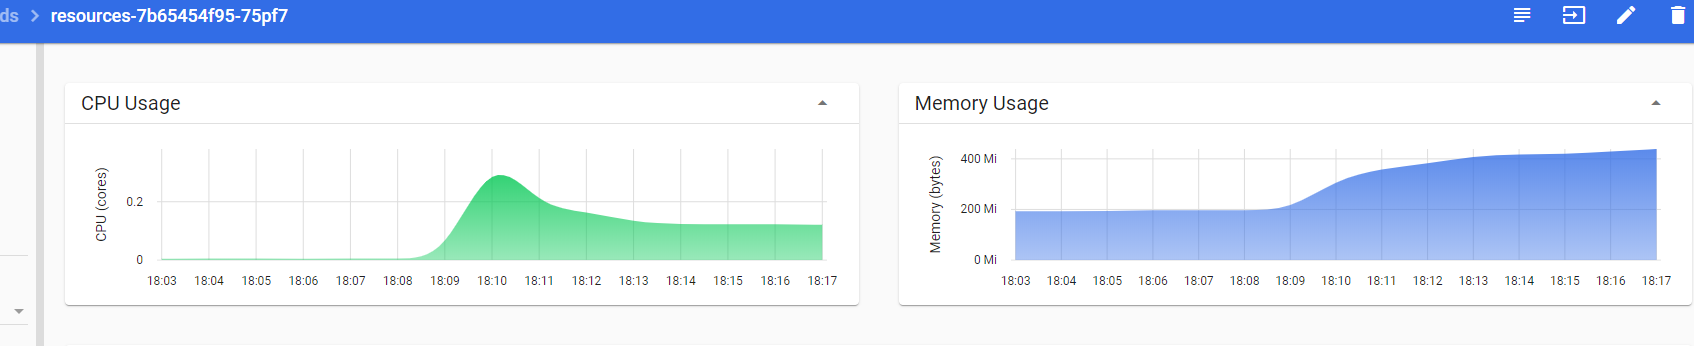 ds > resources-7b65454f95-75pf7
CPU Usage
CPU (cores)
0.2
0
18:03 18:04 18:05 18:06 18:07 18:08 18:09 18:10 18:11 18:12 18:13 18:14 18:15 18:16 18:17
Memory Usage
Memory (bytes)
400 Mi
200 Mi
0 Mi
18:03 18:04 18:05 18:06 18:07 18:08 18:09 18:10 18:11 18:12 18:13 18:14 18:15 18:16 18:17